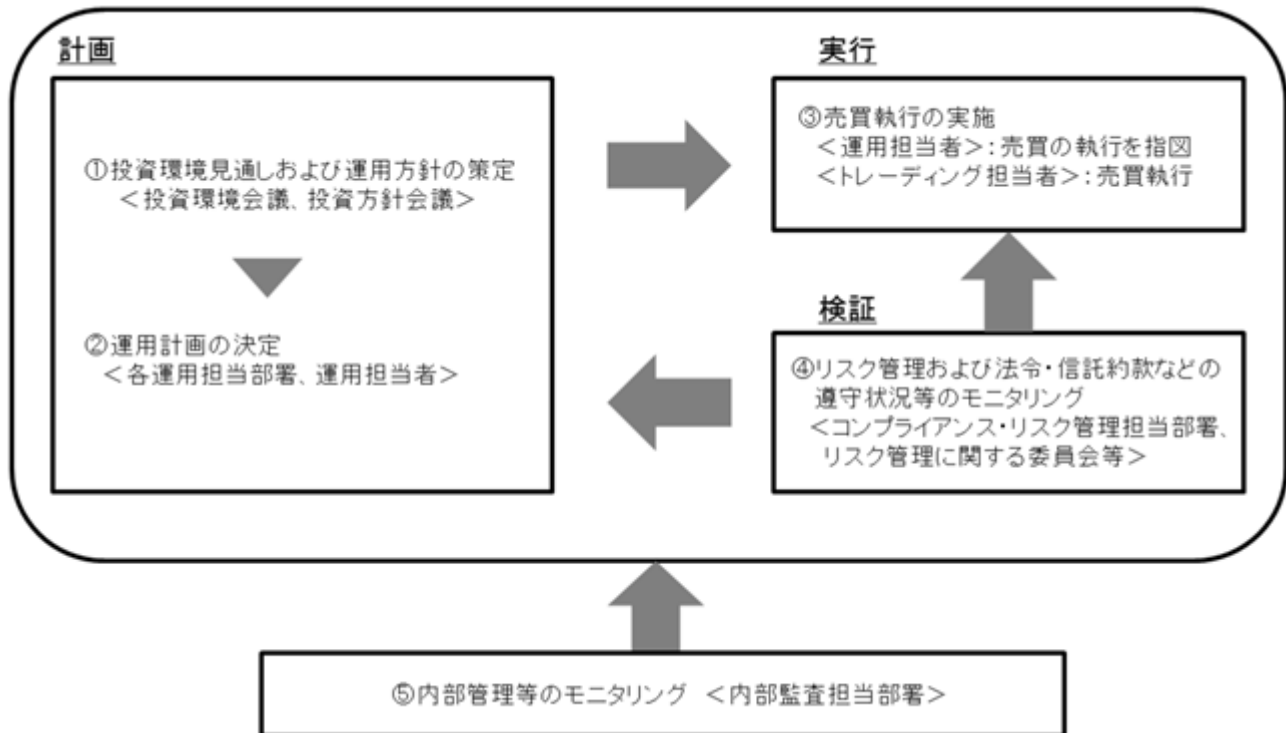 計画
①投資環境見通しおよび運用方針の策定
＜投資環境会議、投資方針会議＞
②運用計画の決定
＜各運用担当部署、運用担当者＞
実行
③売買執行の実施
＜運用担当者＞：売買の執行を指図
＜トレーディング担当者＞：売買執行
検証
④リスク管理および法令・信託約款などの
遵守状況等のモニタリング
＜コンプライアンス・リスク管理担当部署、
リスク管理に関する委員会等＞
⑤内部管理等のモニタリング ＜内部監査担当部署＞